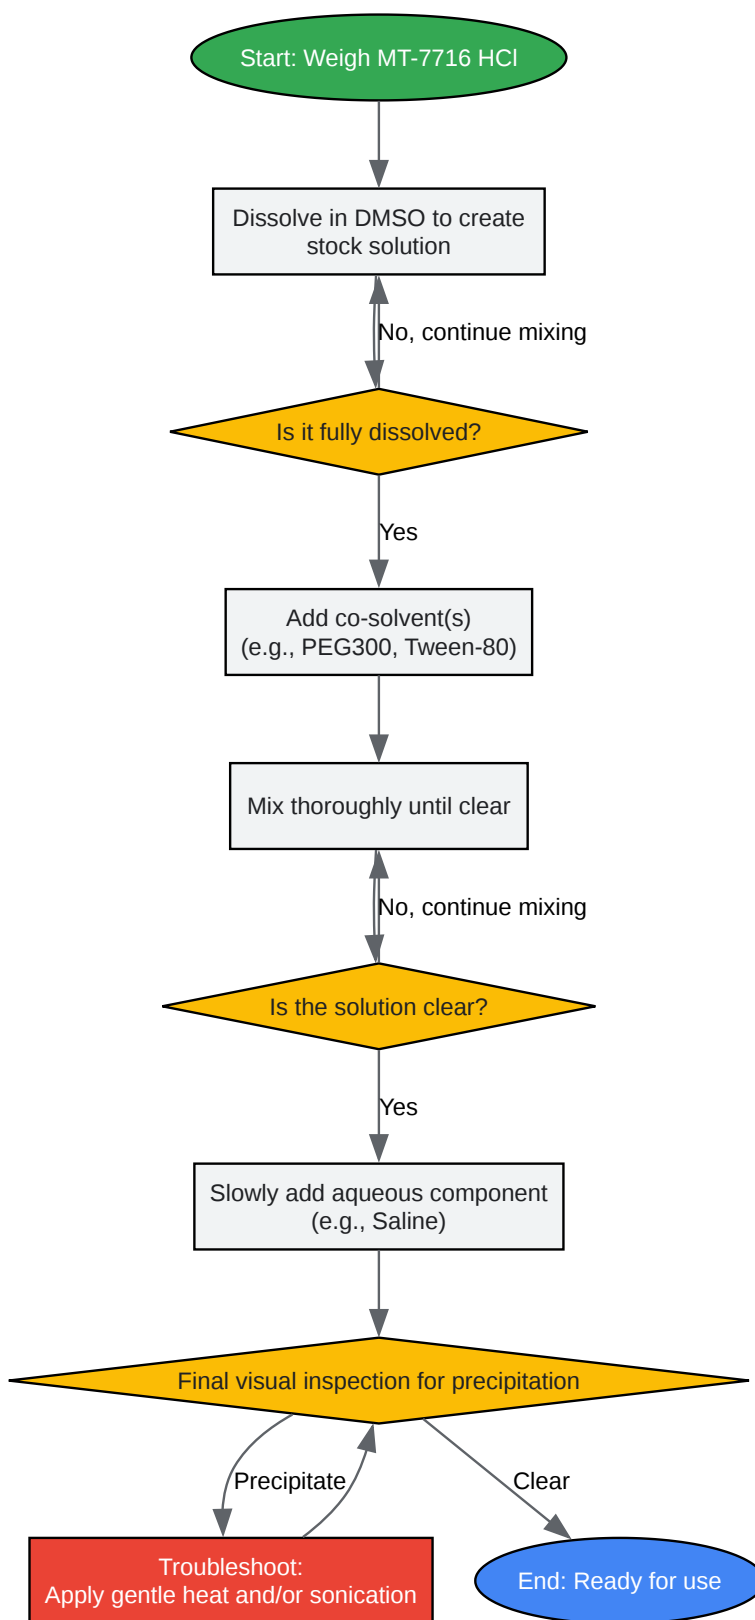 Start: Weigh MT-7716 HCl
Dissolve in DMSO to create
stock solution
No, continue mixing
Is it fully dissolved?
Yes
Add co-solvent(s)
(e.g., PEG300, Tween-80)
Mix thoroughly until clear
No, continue mixing
Is the solution clear?
Yes
Slowly add aqueous component
(e.g., Saline)
Final visual inspection for precipitation
Precipitate
Clear
Troubleshoot:
Apply gentle heat and/or sonication
End: Ready for use